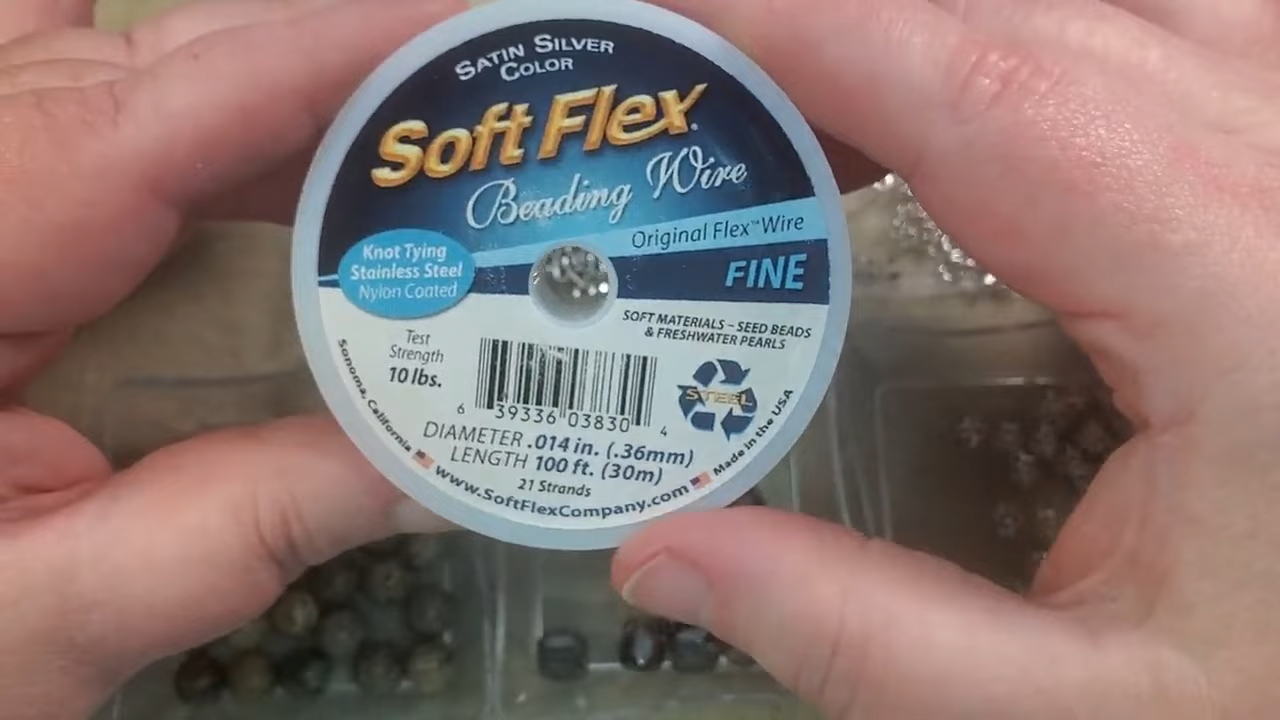 SATIN SILVER
COLOR
Soft Flex®
Beading Wire
Original Flex™ Wire
FINE
Knot Tying
Stainless Steel
Nylon Coated
SOFT MATERIALS – SEED BEADS
& FRESHWATER PEARLS
Test
Strength
10 lbs.
STEEL
6 39336 03830 4
DIAMETER .014 in. (.36mm)
LENGTH 100 ft. (30m)
21 Strands
Sonoma, California
www.SoftFlexCompany.com
Made in the USA